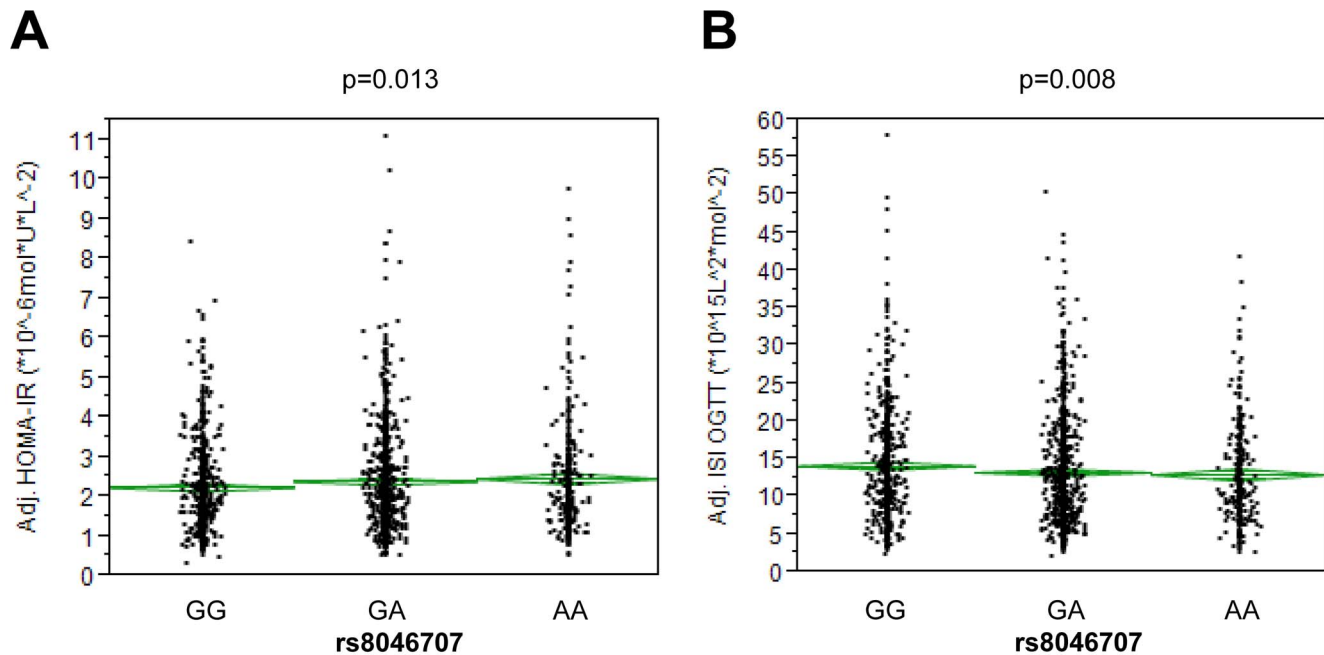 A
p=0.013
Adj. HOMA-IR (*10^-6mol*U*L^-2)
11
10
9
8
7
6
5
4
3
2
1
0
GG GA AA
rs8046707
B
p=0.008
Adj. ISI OGTT (*10^15L^2*mol^-2)
60
55
50
45
40
35
30
25
20
15
10
5
0
GG GA AA
rs8046707